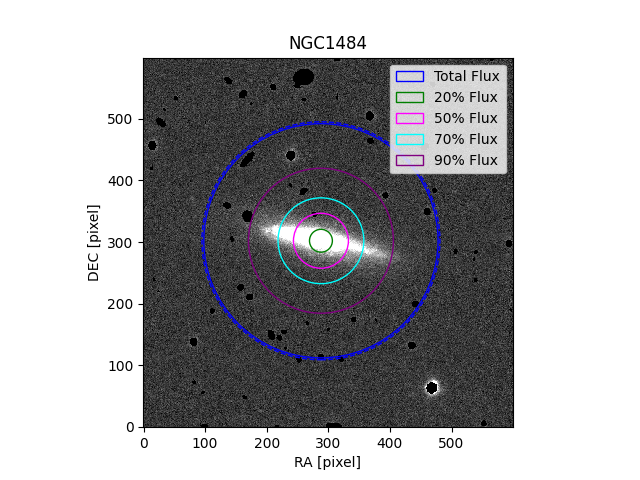 NGC1484
Total Flux
20% Flux
50% Flux
70% Flux
90% Flux
DEC [pixel]
500
400
300
200
100
0
0 100 200 300 400 500
RA [pixel]